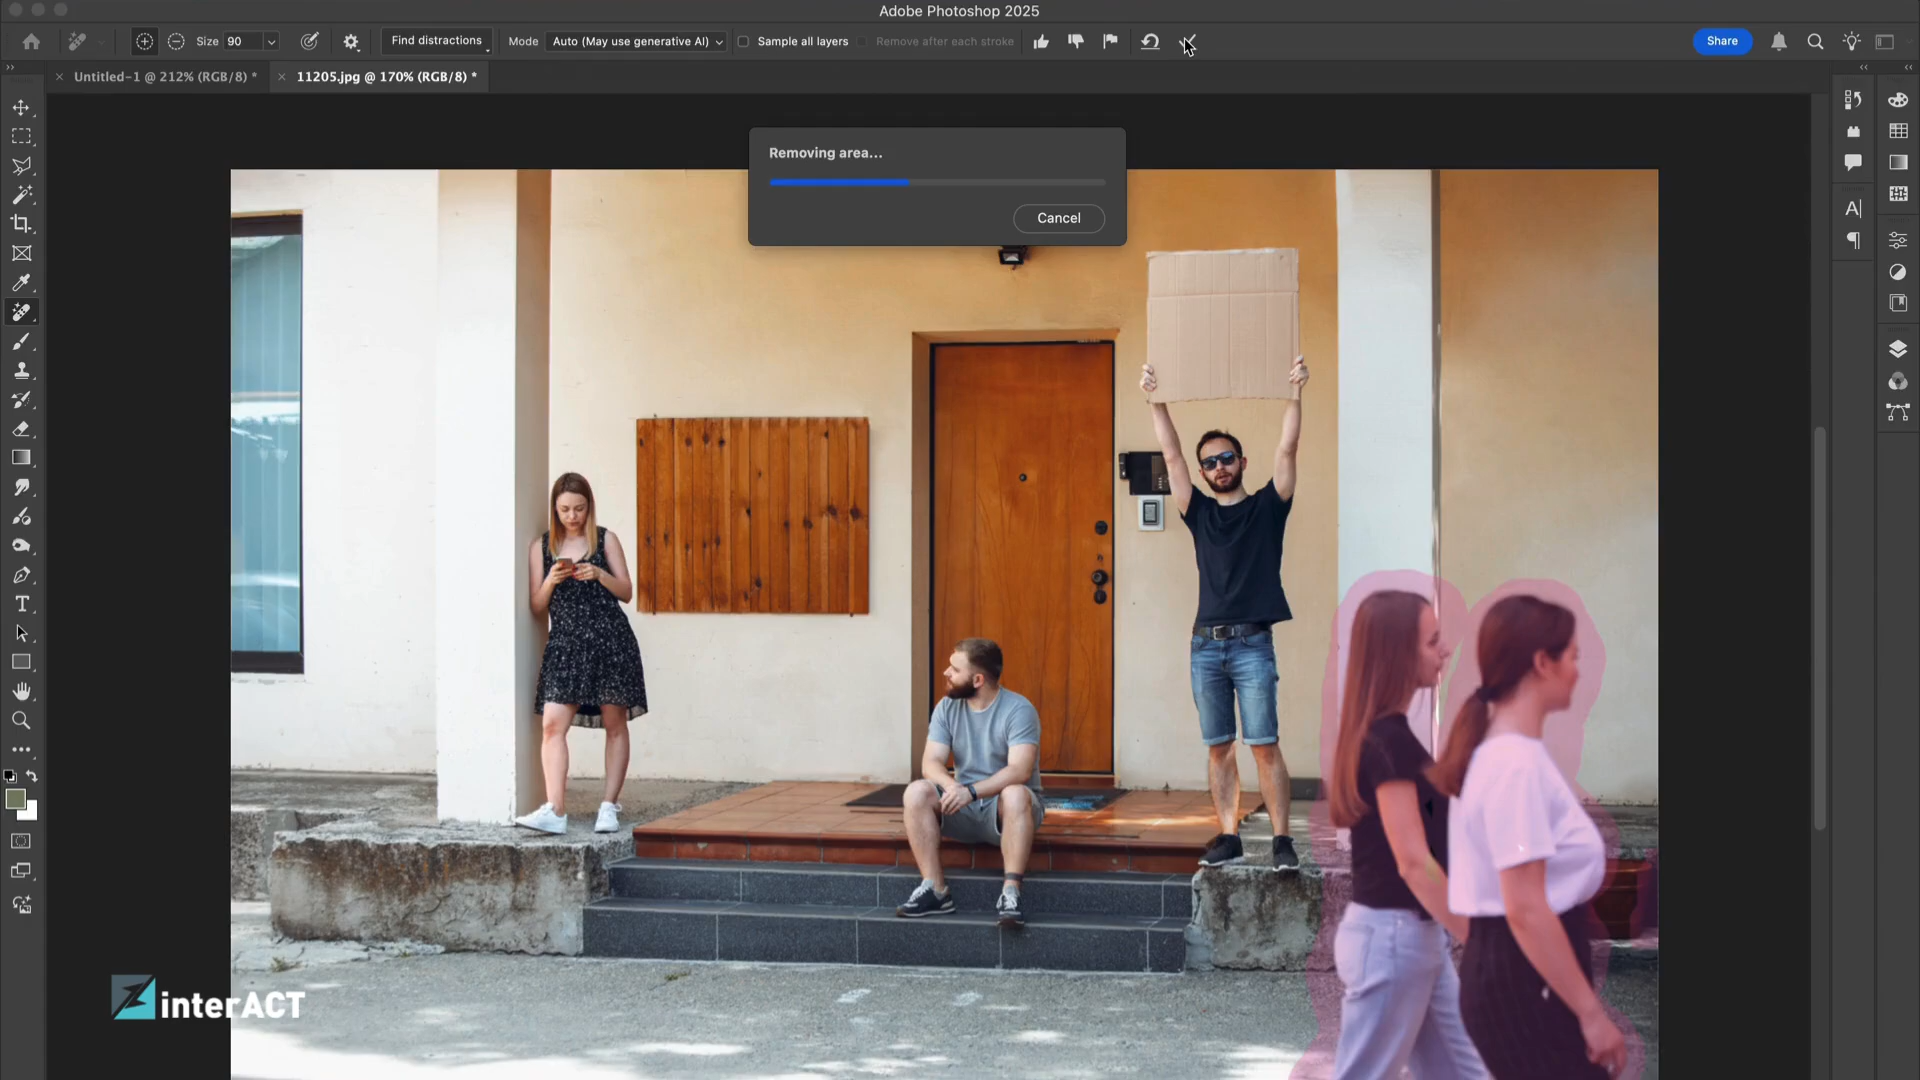 Adobe Photoshop 2025
Size 90 Find distractions Mode Auto (May use generative AI) Sample all layers Remove after each stroke Share
Untitled-1 @ 212% (RGB/8) * 11205.jpg @ 170% (RGB/8) *
Removing area...
Cancel
interACT